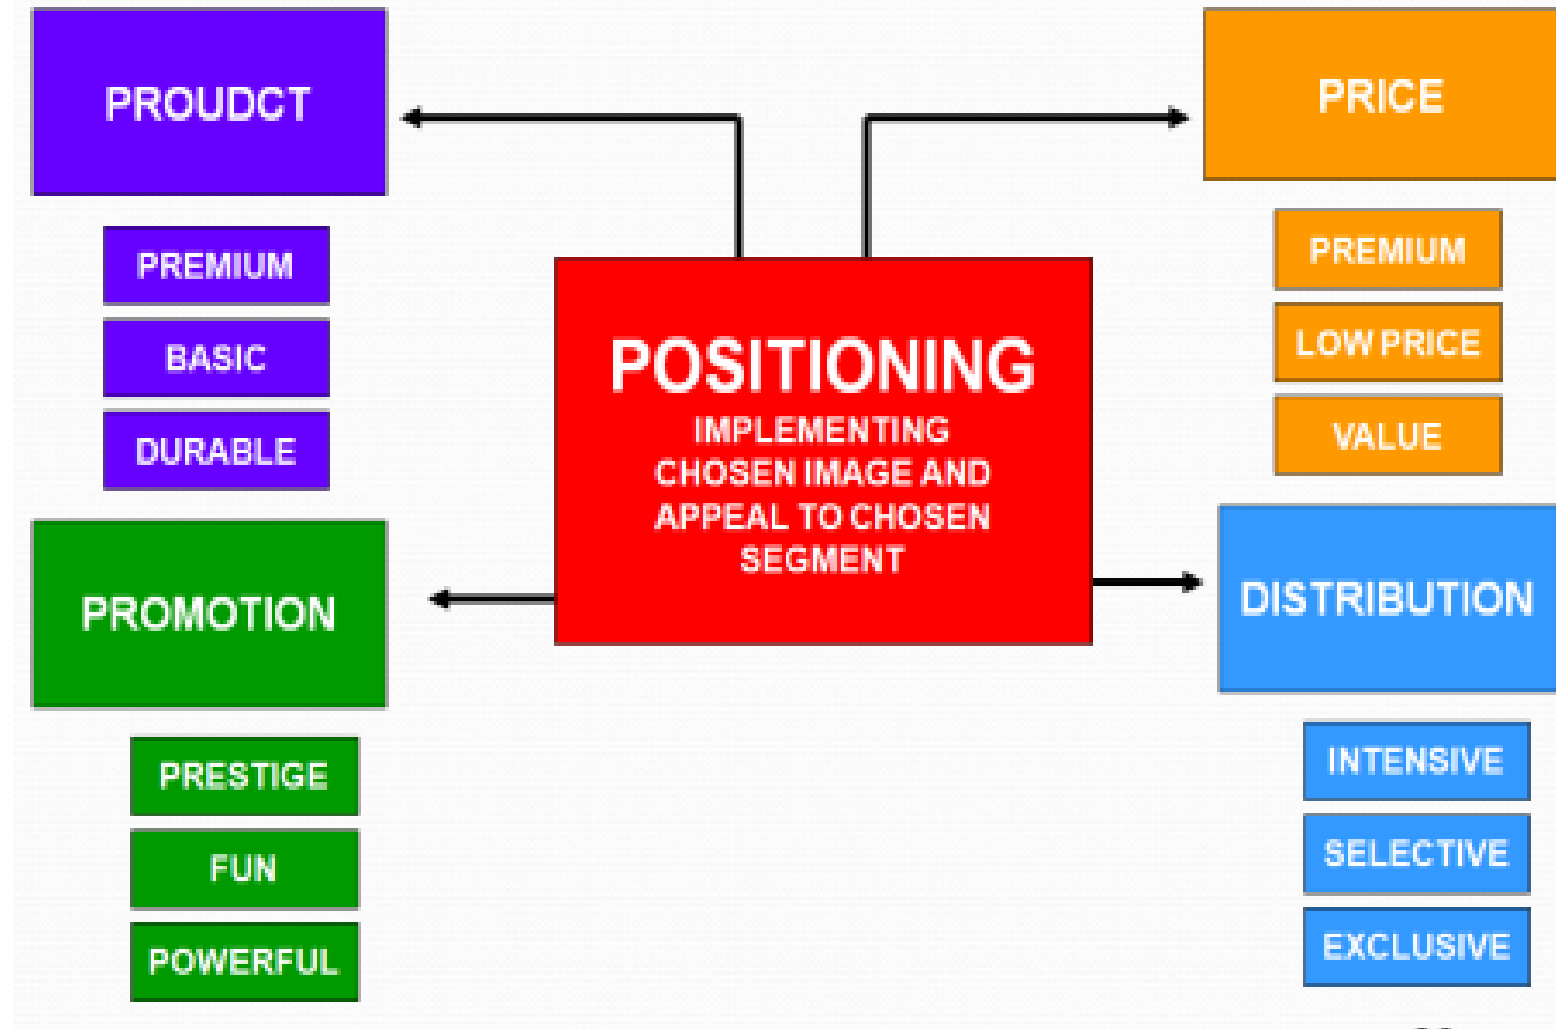 PROUDCT
PREMIUM
BASIC
DURABLE
PROMOTION
PRESTIGE
FUN
POWERFUL
POSITIONING
IMPLEMENTING
CHOSEN IMAGE AND
APPEAL TO CHOSEN
SEGMENT
PRICE
PREMIUM
LOW PRICE
VALUE
DISTRIBUTION
INTENSIVE
SELECTIVE
EXCLUSIVE